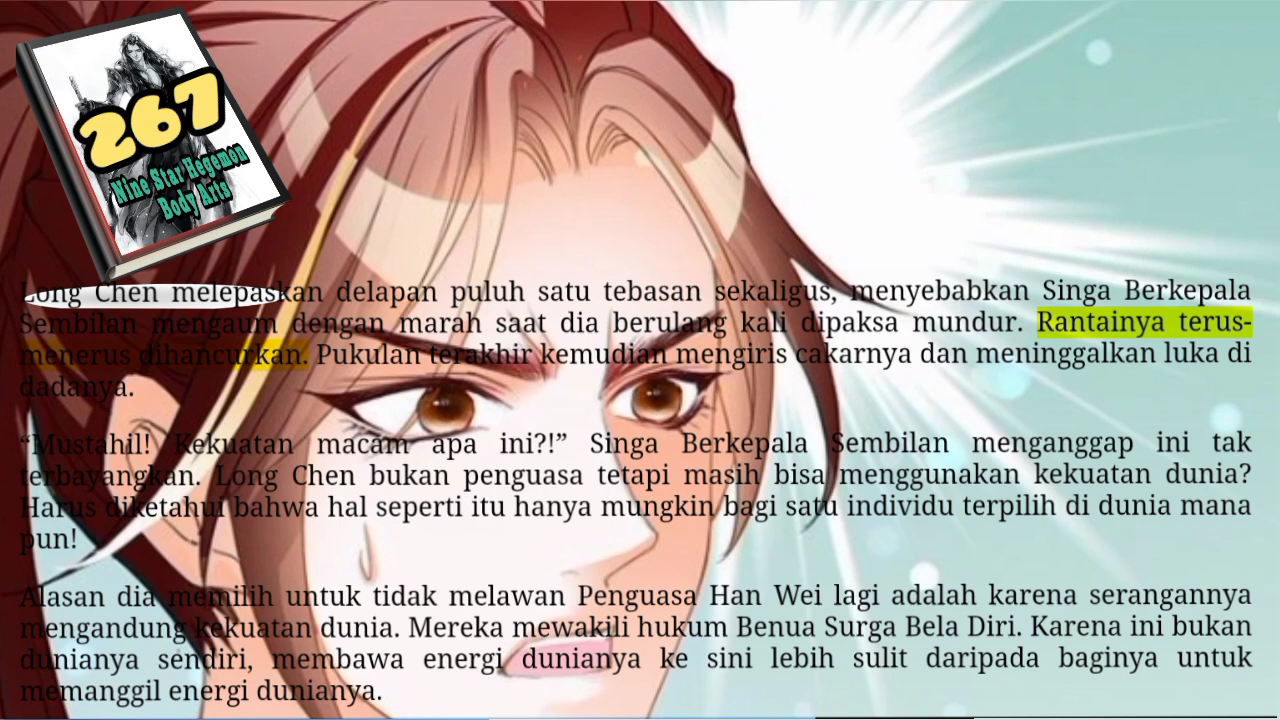 267
Nine Star Hegemon
Body Arts
Long Chen melepaskan delapan puluh satu tebasan sekaligus, menyebabkan Singa Berkepala
Sembilan mengaum dengan marah saat dia berulang kali dipaksa mundur. Rantainya terus-
menerus dihancurkan. Pukulan terakhir kemudian mengiris cakarnya dan meninggalkan luka di
dadanya.
“Mustahil! Kekuatan macam apa ini?!” Singa Berkepala Sembilan menganggap ini tak
terbayangkan. Long Chen bukan penguasa tetapi masih bisa menggunakan kekuatan dunia?
Harus diketahui bahwa hal seperti itu hanya mungkin bagi satu individu terpilih di dunia mana
pun!
Alasan dia memilih untuk tidak melawan Penguasa Han Wei lagi adalah karena serangannya
mengandung kekuatan dunia. Mereka mewakili hukum Benua Surga Bela Diri. Karena ini bukan
dunianya sendiri, membawa energi dunianya ke sini lebih sulit daripada baginya untuk
memanggil energi dunianya.